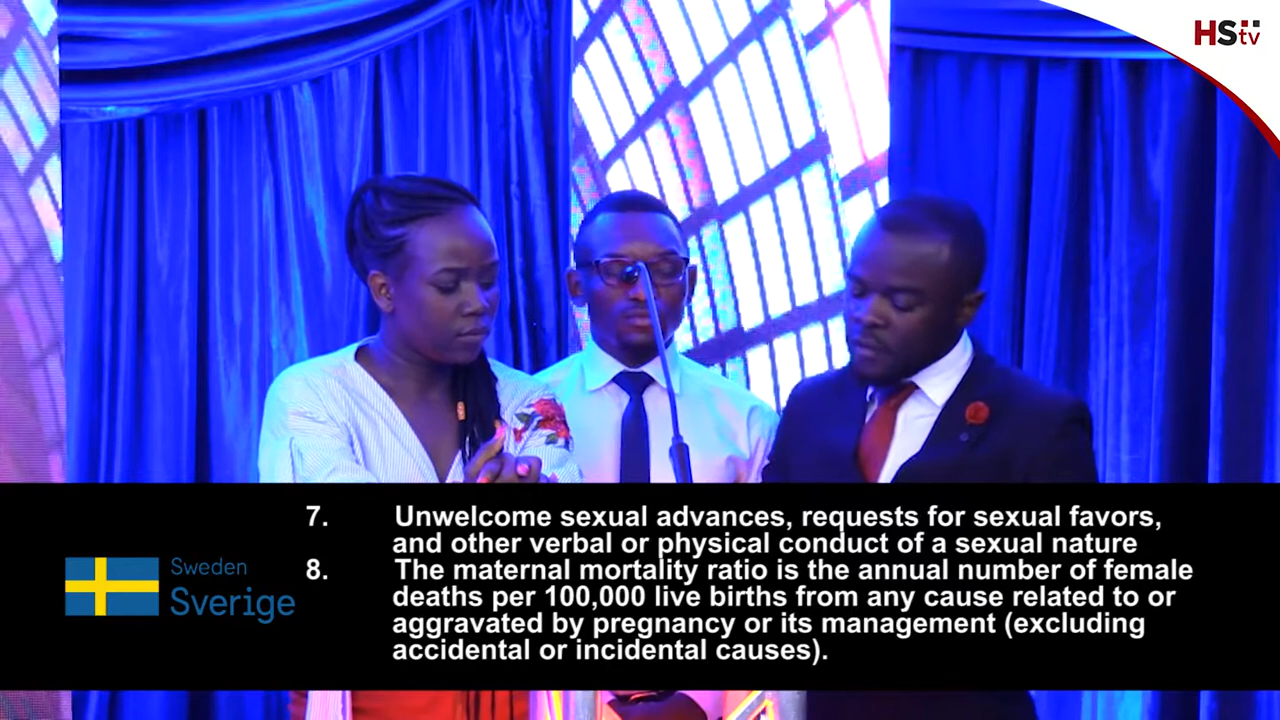 HStv
7. Unwelcome sexual advances, requests for sexual favors,
and other verbal or physical conduct of a sexual nature
8. The maternal mortality ratio is the annual number of female
deaths per 100,000 live births from any cause related to or
aggravated by pregnancy or its management (excluding
accidental or incidental causes).
Sweden
Sverige